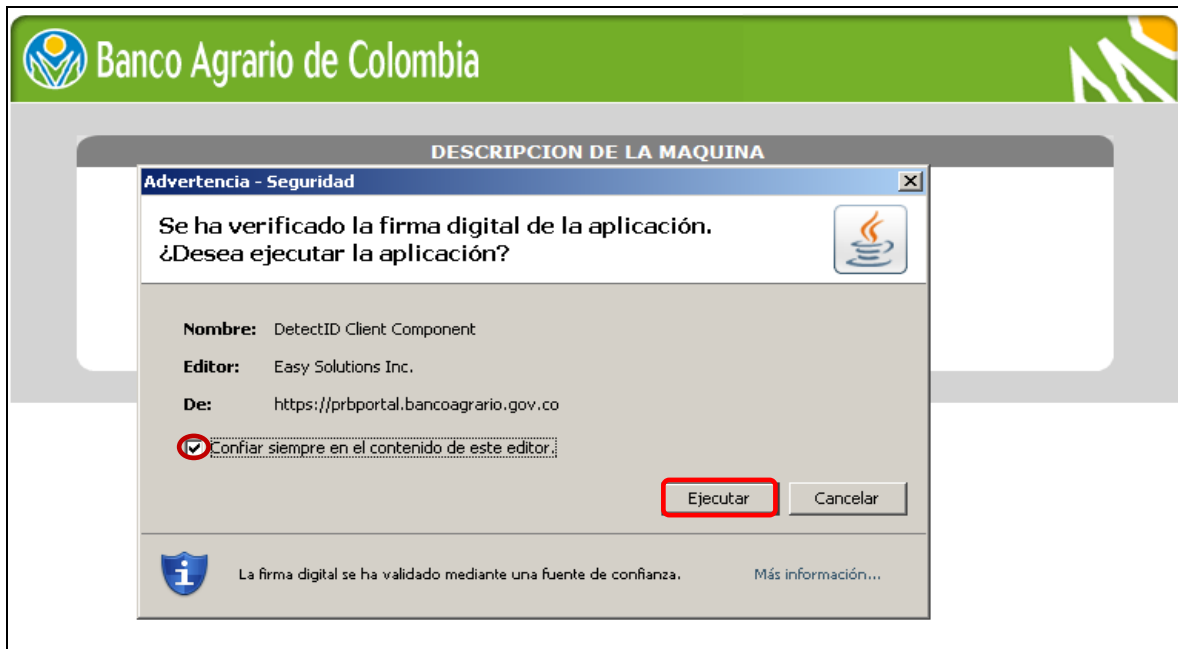 Banco Agrario de Colombia
DESCRIPCION DE LA MAQUINA
Advertencia - Seguridad
Se ha verificado la firma digital de la aplicación.
¿Desea ejecutar la aplicación?
Nombre: DetectID Client Component
Editor: Easy Solutions Inc.
De: https://prbportal.bancoagrario.gov.co
Confiar siempre en el contenido de este editor.
Ejecutar Cancelar
La firma digital se ha validado mediante una fuente de confianza. Más información...